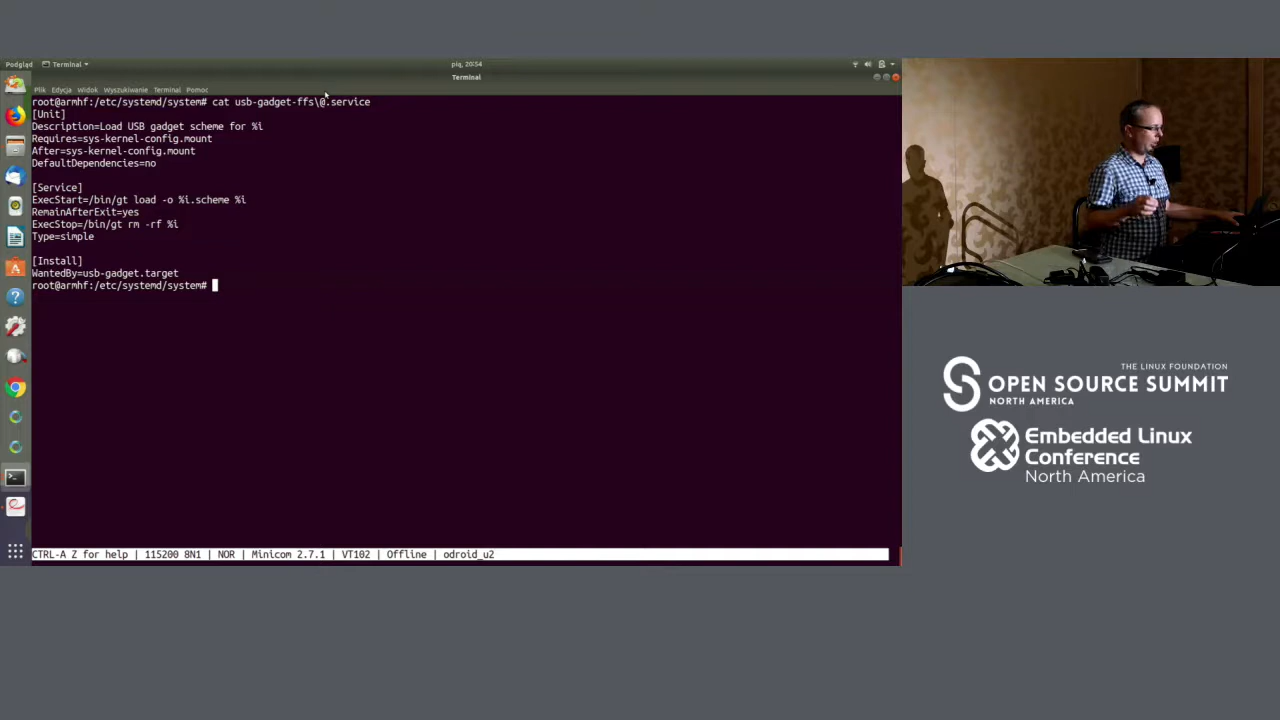 Podgląd
Terminal
pią, 20:54
Terminal
Plik Edycja Widok Wyszukiwanie Terminal Pomoc
root@armhf:/etc/systemd/system# cat usb-gadget-ffs\@.service
[Unit]
Description=Load USB gadget scheme for %i
Requires=sys-kernel-config.mount
After=sys-kernel-config.mount
DefaultDependencies=no
[Service]
ExecStart=/bin/gt load -o %i.scheme %i
RemainAfterExit=yes
ExecStop=/bin/gt rm -rf %i
Type=simple
[Install]
WantedBy=usb-gadget.target
root@armhf:/etc/systemd/system#
CTRL-A Z for help | 115200 8N1 | NOR | Minicom 2.7.1 | VT102 | Offline | odroid_u2
THE LINUX FOUNDATION
OPEN SOURCE SUMMIT
NORTH AMERICA
Embedded Linux
Conference
North America